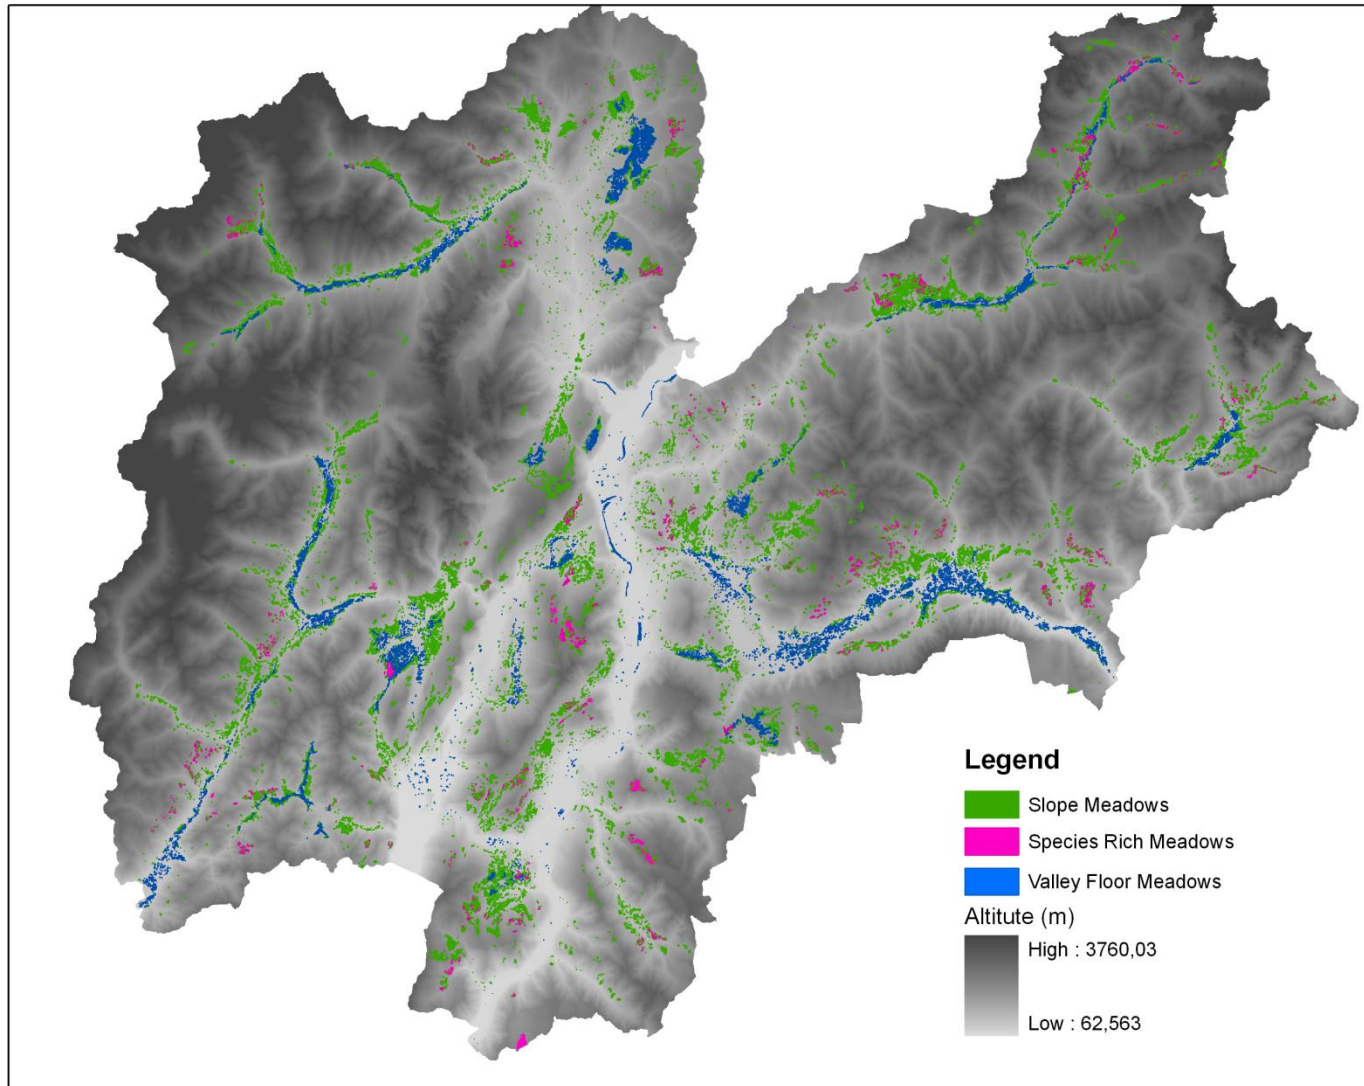 Legend
Slope Meadows
Species Rich Meadows
Valley Floor Meadows
Altitute (m)
High : 3760,03
Low : 62,563